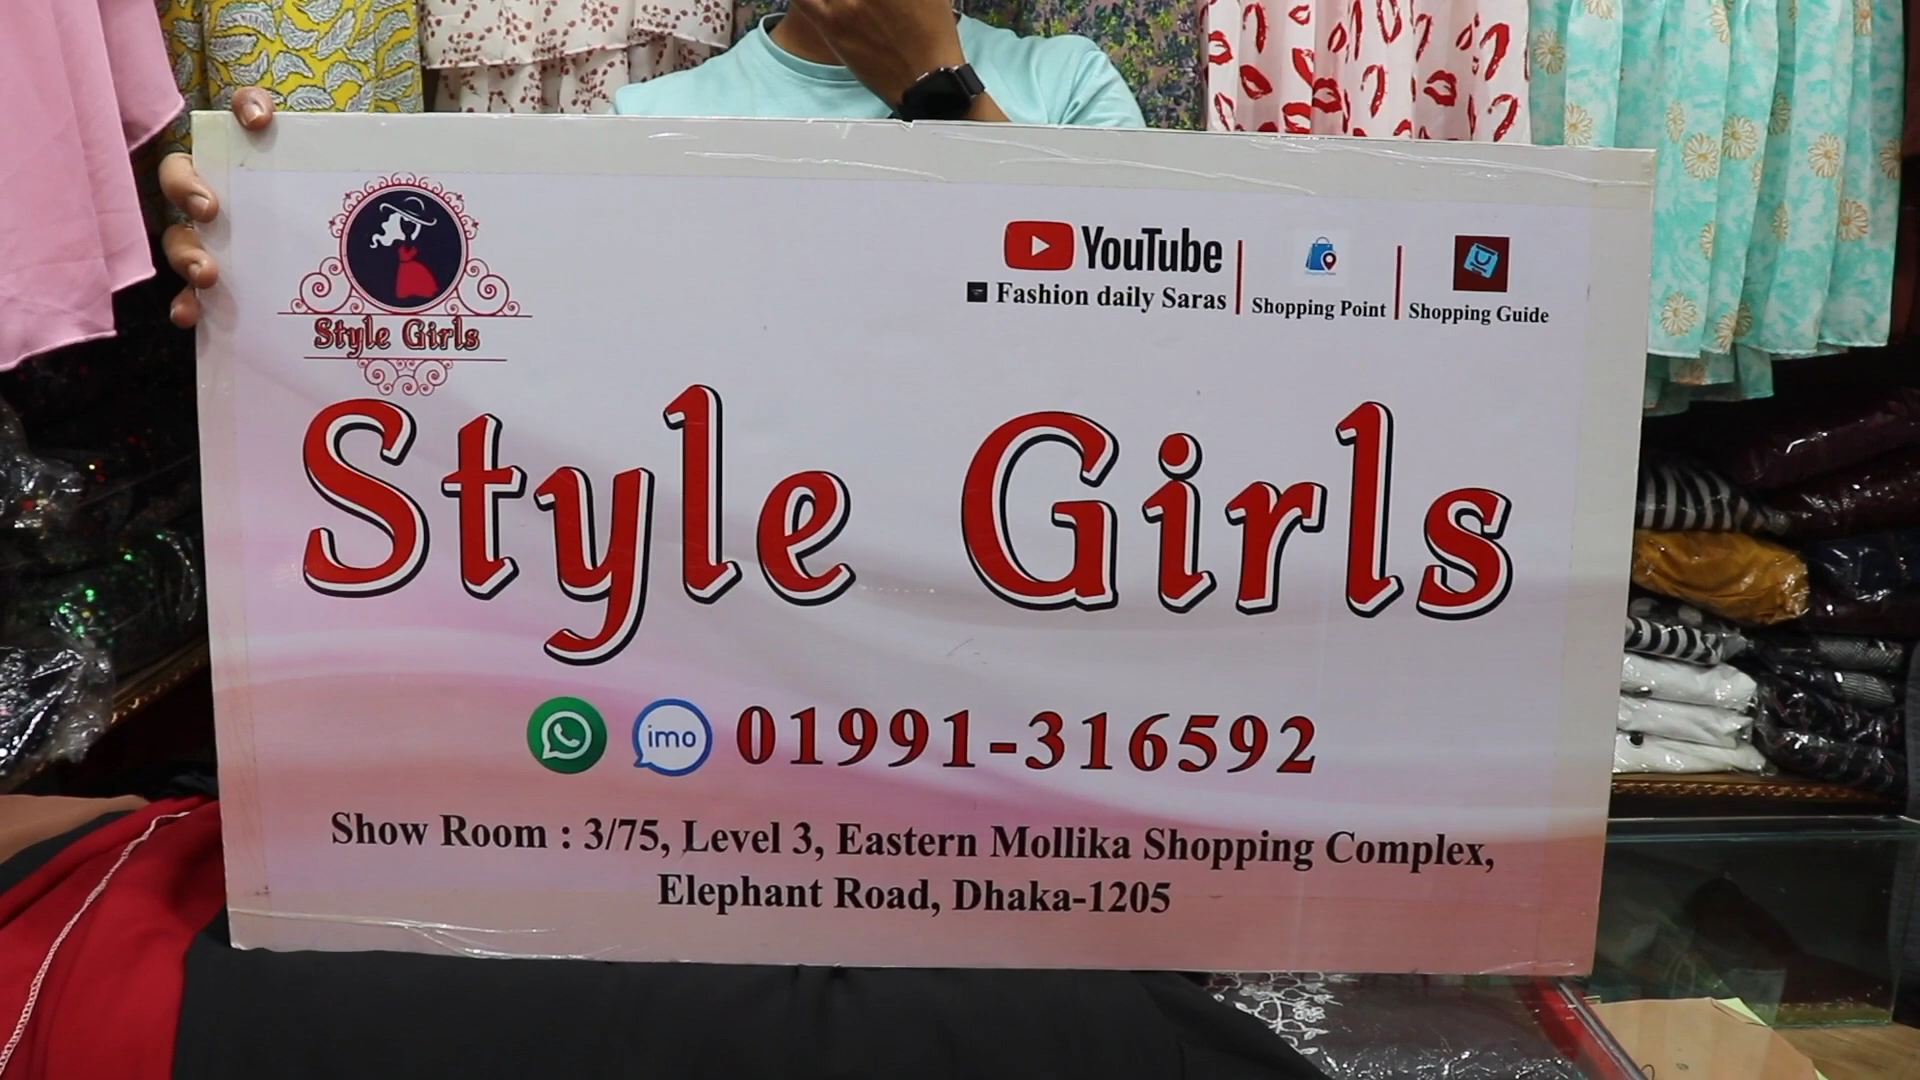 Style Girls
YouTube
Fashion daily Saras
Shopping Point
Shopping Guide
Style Girls
imo 01991-316592
Show Room : 3/75, Level 3, Eastern Mollika Shopping Complex,
Elephant Road, Dhaka-1205